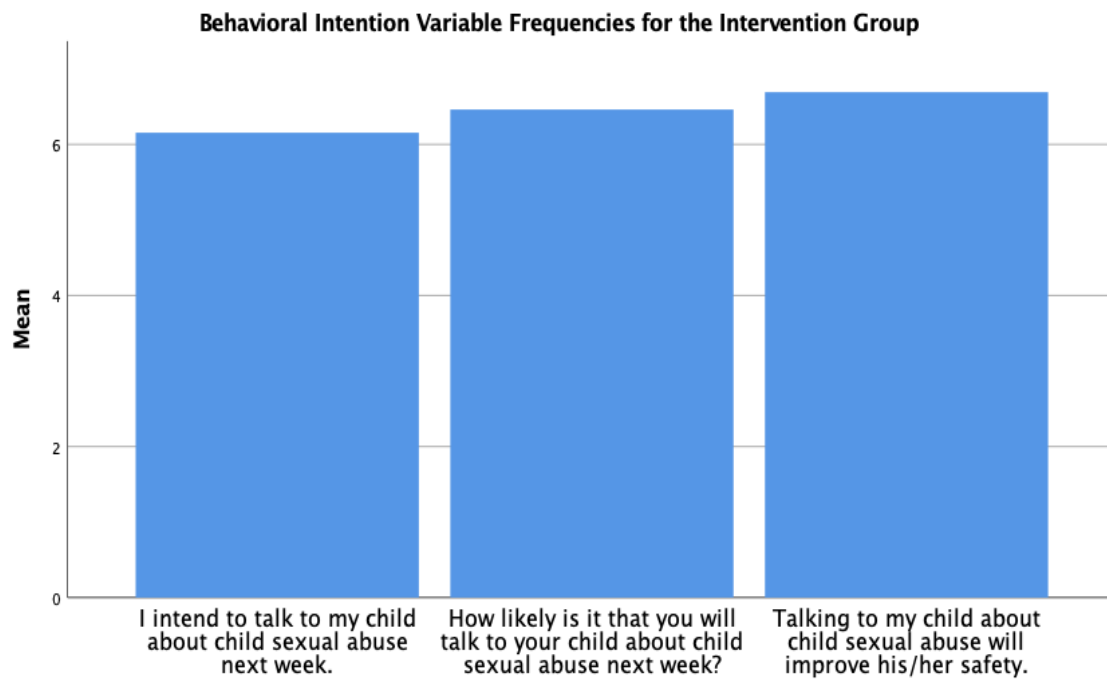 Behavioral Intention Variable Frequencies for the Intervention Group
Mean
6
4
2
0
I intend to talk to my child
about child sexual abuse
next week.
How likely is it that you will
talk to your child about child
sexual abuse next week?
Talking to my child about
child sexual abuse will
improve his/her safety.